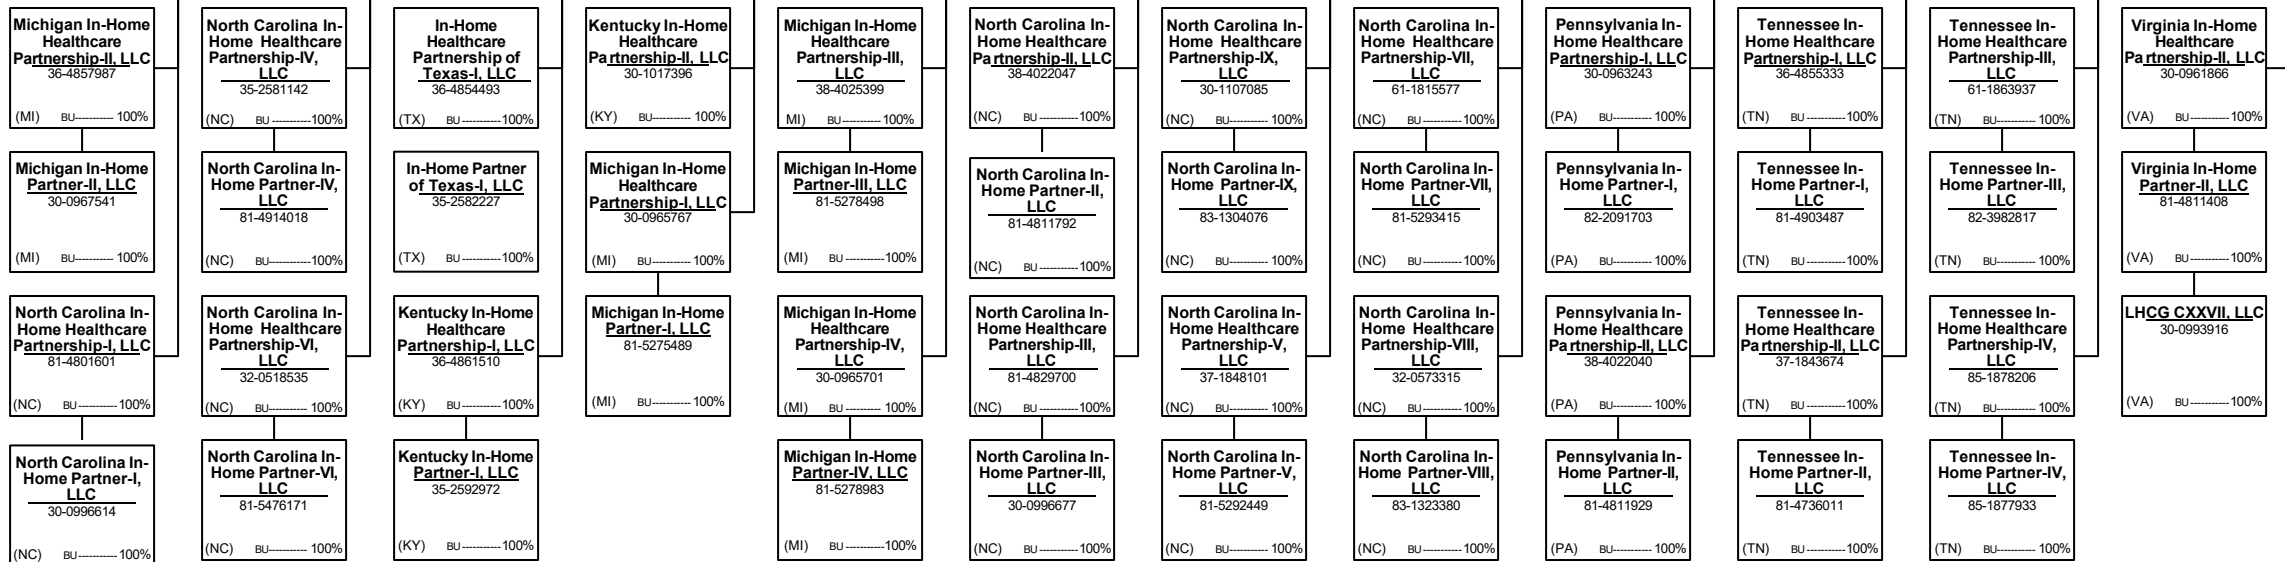 Michigan In-Home
Healthcare
Partnership-II, LLC
36-4857987
(MI) BU----------- 100%
Michigan In-Home
Partner-II, LLC
30-0967541
(MI) BU----------- 100%
North Carolina In-
Home Healthcare
Partnership-I, LLC
81-4801601
(NC) BU----------- 100%
North Carolina In-
Home Partner-I,
LLC
30-0996614
(NC) BU----------- 100%
North Carolina In-
Home Healthcare
Partnership-IV,
LLC
35-2581142
(NC) BU -----------100%
North Carolina In-
Home Partner-IV,
LLC
81-4914018
(NC) BU-----------100%
North Carolina In-
Home Healthcare
Partnership-VI,
LLC
32-0518535
(NC) BU----------- 100%
North Carolina In-
Home Partner-VI,
LLC
81-5476171
(NC) BU----------- 100%
In-Home
Healthcare
Partnership of
Texas-I, LLC
36-4854493
(TX) BU -----------100%
In-Home Partner
of Texas-I, LLC
35-2582227
(TX) BU -----------100%
Kentucky In-Home
Healthcare
Partnership-I, LLC
36-4861510
(KY) BU -----------100%
Kentucky In-Home
Partner-I, LLC
35-2592972
(KY) BU -----------100%
Kentucky In-Home
Healthcare
Partnership-II, LLC
30-1017396
(KY) BU----------- 100%
Michigan In-Home
Healthcare
Partnership-I, LLC
30-0965767
(MI) BU----------- 100%
Michigan In-Home
Partner-I, LLC
81-5275489
(MI) BU----------- 100%
Michigan In-Home
Healthcare
Partnership-III,
LLC
38-4025399
MI) BU -----------100%
Michigan In-Home
Partner-III, LLC
81-5278498
(MI) BU -----------100%
Michigan In-Home
Healthcare
Partnership-IV,
LLC
30-0965701
(MI) BU -----------100%
Michigan In-Home
Partner-IV, LLC
81-5278983
(MI) BU -----------100%
North Carolina In-
Home Healthcare
Partnership-II, LLC
38-4022047
(NC) BU -----------100%
North Carolina In-
Home Partner-II,
LLC
81-4811792
(NC) BU -----------100%
North Carolina In-
Home Healthcare
Partnership-III,
LLC
81-4829700
(NC) BU -----------100%
North Carolina In-
Home Partner-III,
LLC
30-0996677
(NC) BU -----------100%
North Carolina In-
Home Healthcare
Partnership-IX,
LLC
30-1107085
(NC) BU----------- 100%
North Carolina In-
Home Partner-IX,
LLC
83-1304076
(NC) BU----------- 100%
North Carolina In-
Home Healthcare
Partnership-V,
LLC
37-1848101
(NC) BU----------- 100%
North Carolina In-
Home Partner-V,
LLC
81-5292449
(NC) BU----------- 100%
North Carolina In-
Home Healthcare
Partnership-VII,
LLC
61-1815577
(NC) BU -----------100%
North Carolina In-
Home Partner-VII,
LLC
81-5293415
(NC) BU -----------100%
North Carolina In-
Home Healthcare
Partnership-VIII,
LLC
32-0573315
(NC) BU -----------100%
North Carolina In-
Home Partner-VIII,
LLC
83-1323380
(NC) BU -----------100%
Pennsylvania In-
Home Healthcare
Partnership-I, LLC
30-0963243
(PA) BU----------- 100%
Pennsylvania In-
Home Partner-I,
LLC
82-2091703
(PA) BU----------- 100%
Pennsylvania In-
Home Healthcare
Partnership-II, LLC
38-4022040
(PA) BU----------- 100%
Pennsylvania In-
Home Partner-II,
LLC
81-4811929
(PA) BU----------- 100%
Tennessee In-
Home Healthcare
Partnership-I, LLC
36-4855333
(TN) BU -----------100%
Tennessee In-
Home Partner-I,
LLC
81-4903487
(TN) BU -----------100%
Tennessee In-
Home Healthcare
Partnership-II, LLC
37-1843674
(TN) BU -----------100%
Tennessee In-
Home Partner-II,
LLC
81-4736011
(TN) BU -----------100%
Tennessee In-
Home Healthcare
Partnership-III,
LLC
61-1863937
(TN) BU ----------- 100%
Tennessee In-
Home Partner-III,
LLC
82-3982817
(TN) BU ----------- 100%
Tennessee In-
Home Healthcare
Partnership-IV,
LLC
85-1878206
(TN) BU ----------- 100%
Tennessee In-
Home Partner-IV,
LLC
85-1877933
(TN) BU ----------- 100%
Virginia In-Home
Healthcare
Partnership-II, LLC
30-0961866
(VA) BU -----------100%
Virginia In-Home
Partner-II, LLC
81-4811408
(VA) BU -----------100%
LHCG CXXVII, LLC
30-0993916
(VA) BU -----------100%